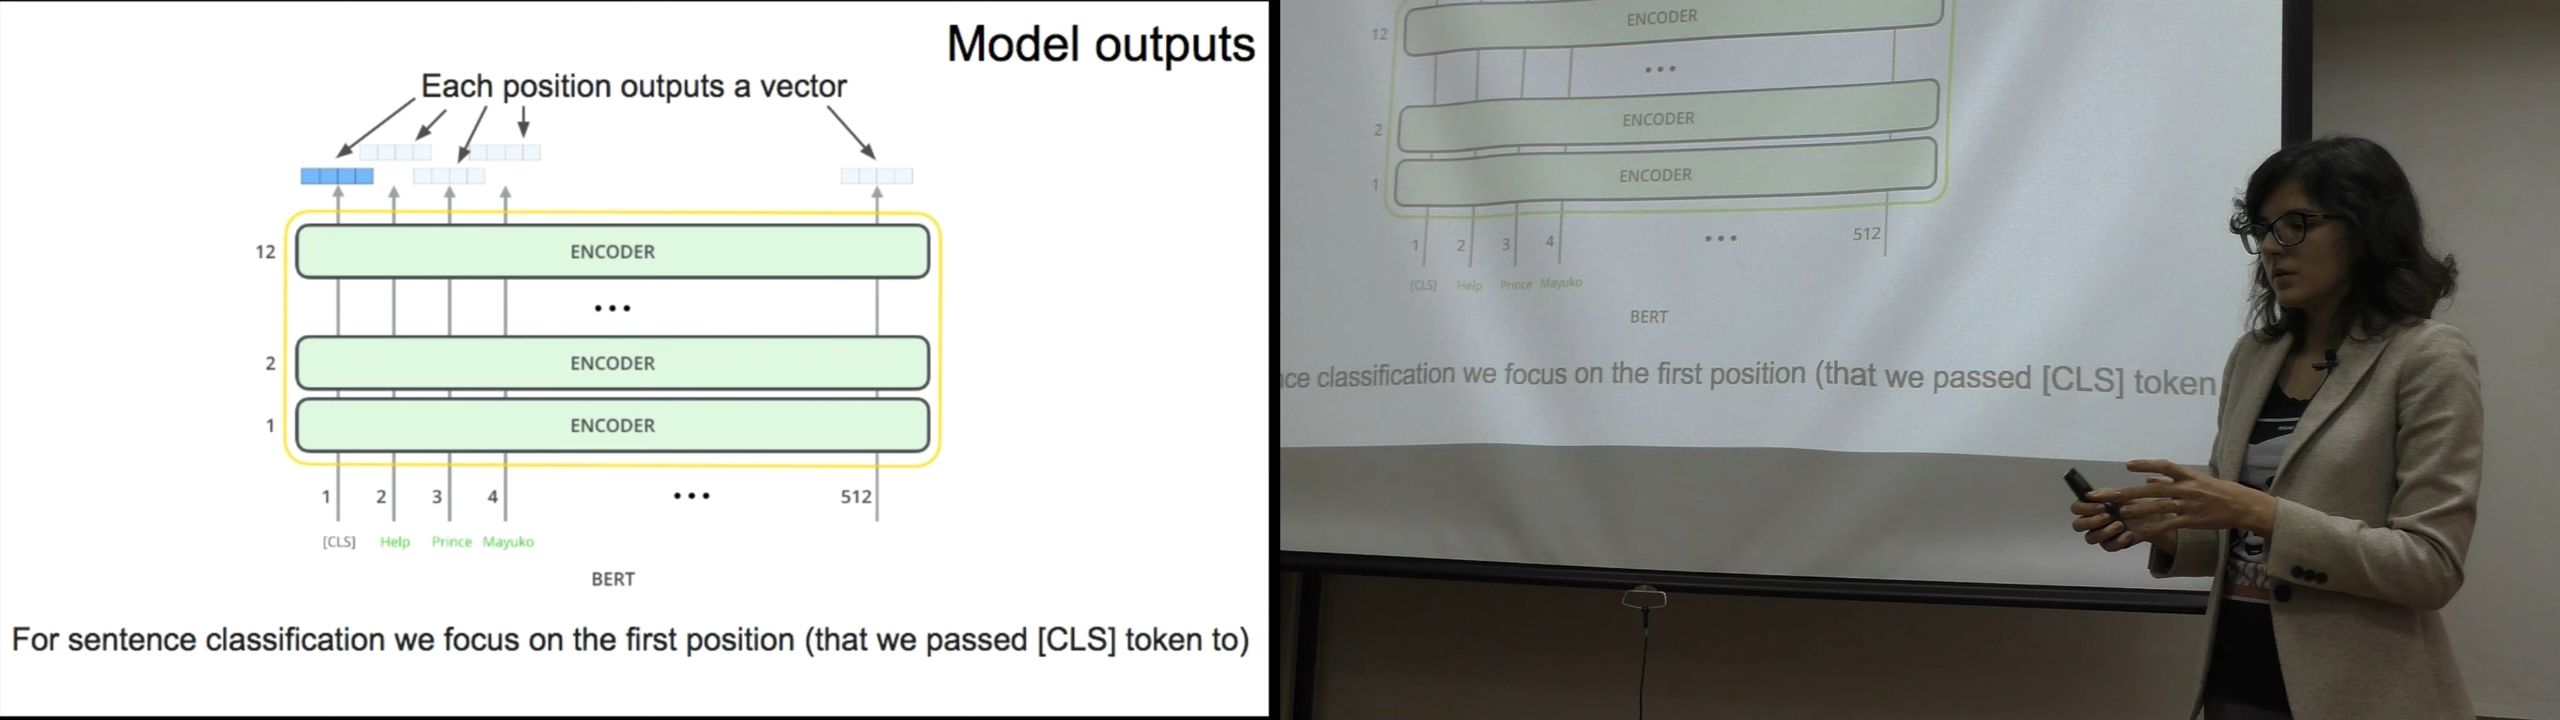 Model outputs
Each position outputs a vector
12 ENCODER
...
2 ENCODER
1 ENCODER
1 2 3 4 ... 512
[CLS] Help Prince Mayuko
BERT
For sentence classification we focus on the first position (that we passed [CLS] token to)
12 ENCODER
...
2 ENCODER
1 ENCODER
1 2 3 4 ... 512
[CLS] Help Prince Mayuko
BERT
classification we focus on the first position (that we passed [CLS] token